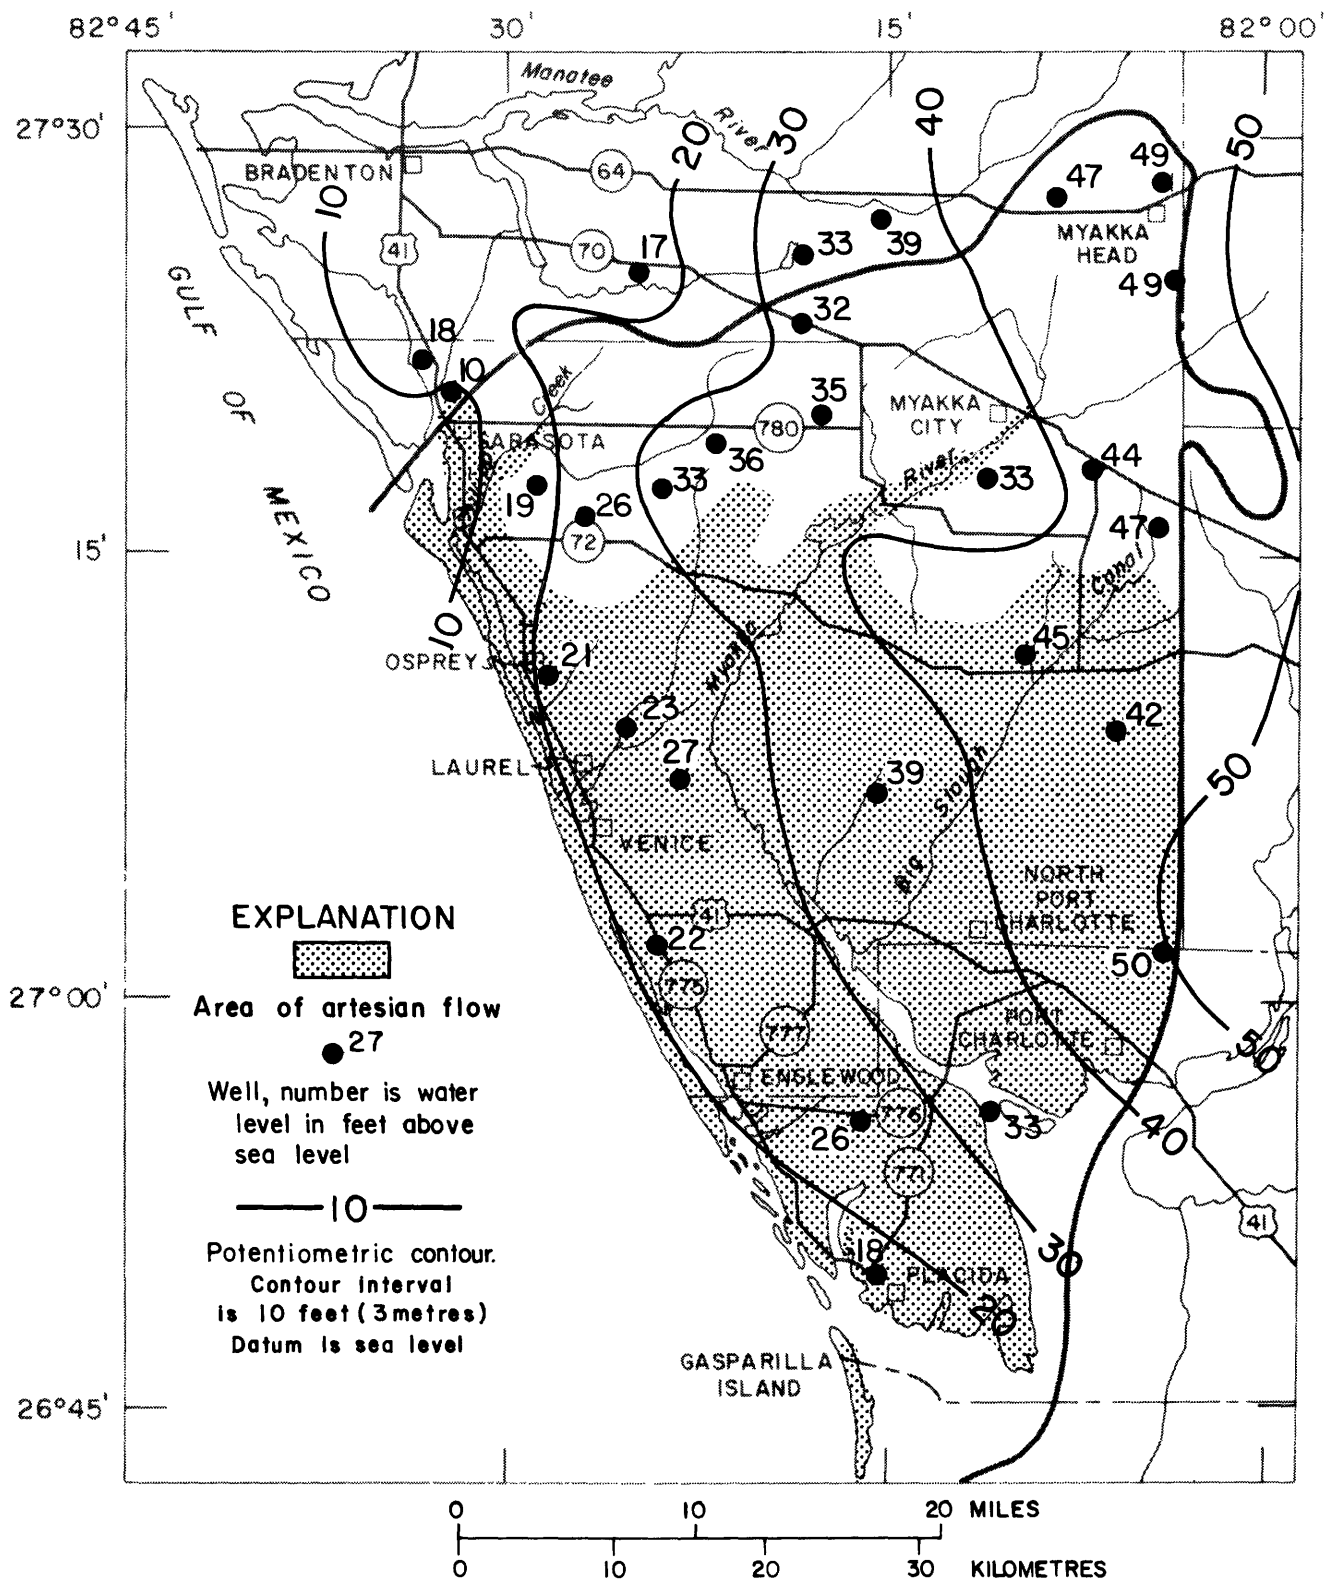 82°45' 30' 15' 82°00'
Manatee
River
27°30'
BRADENTON
64
10
20
30
40
50
47
49
MYAKKA
HEAD
41
70
17
33
39
49
GULF
OF
MEXICO
18
10
32
Creek
35
780
MYAKKA
CITY
SARASOTA
36
River
33
44
19
26
33
72
47
15'
Canal
10
OSPREY
21
Myakka
45
23
42
LAUREL
27
39
Big Slough
50
VENICE
NORTH
PORT
CHARLOTTE
41
22
775
50
777
PORT
CHARLOTTE
50
ENGLEWOOD
776
26
33
40
771
41
18
30
PLACIDA
20
GASPARILLA
ISLAND
27°00'
26°45'
EXPLANATION
Area of artesian flow
27
Well, number is water
level in feet above
sea level
10
Potentiometric contour.
Contour interval
is 10 feet (3 metres)
Datum is sea level
0 10 20 MILES
0 10 20 30 KILOMETRES